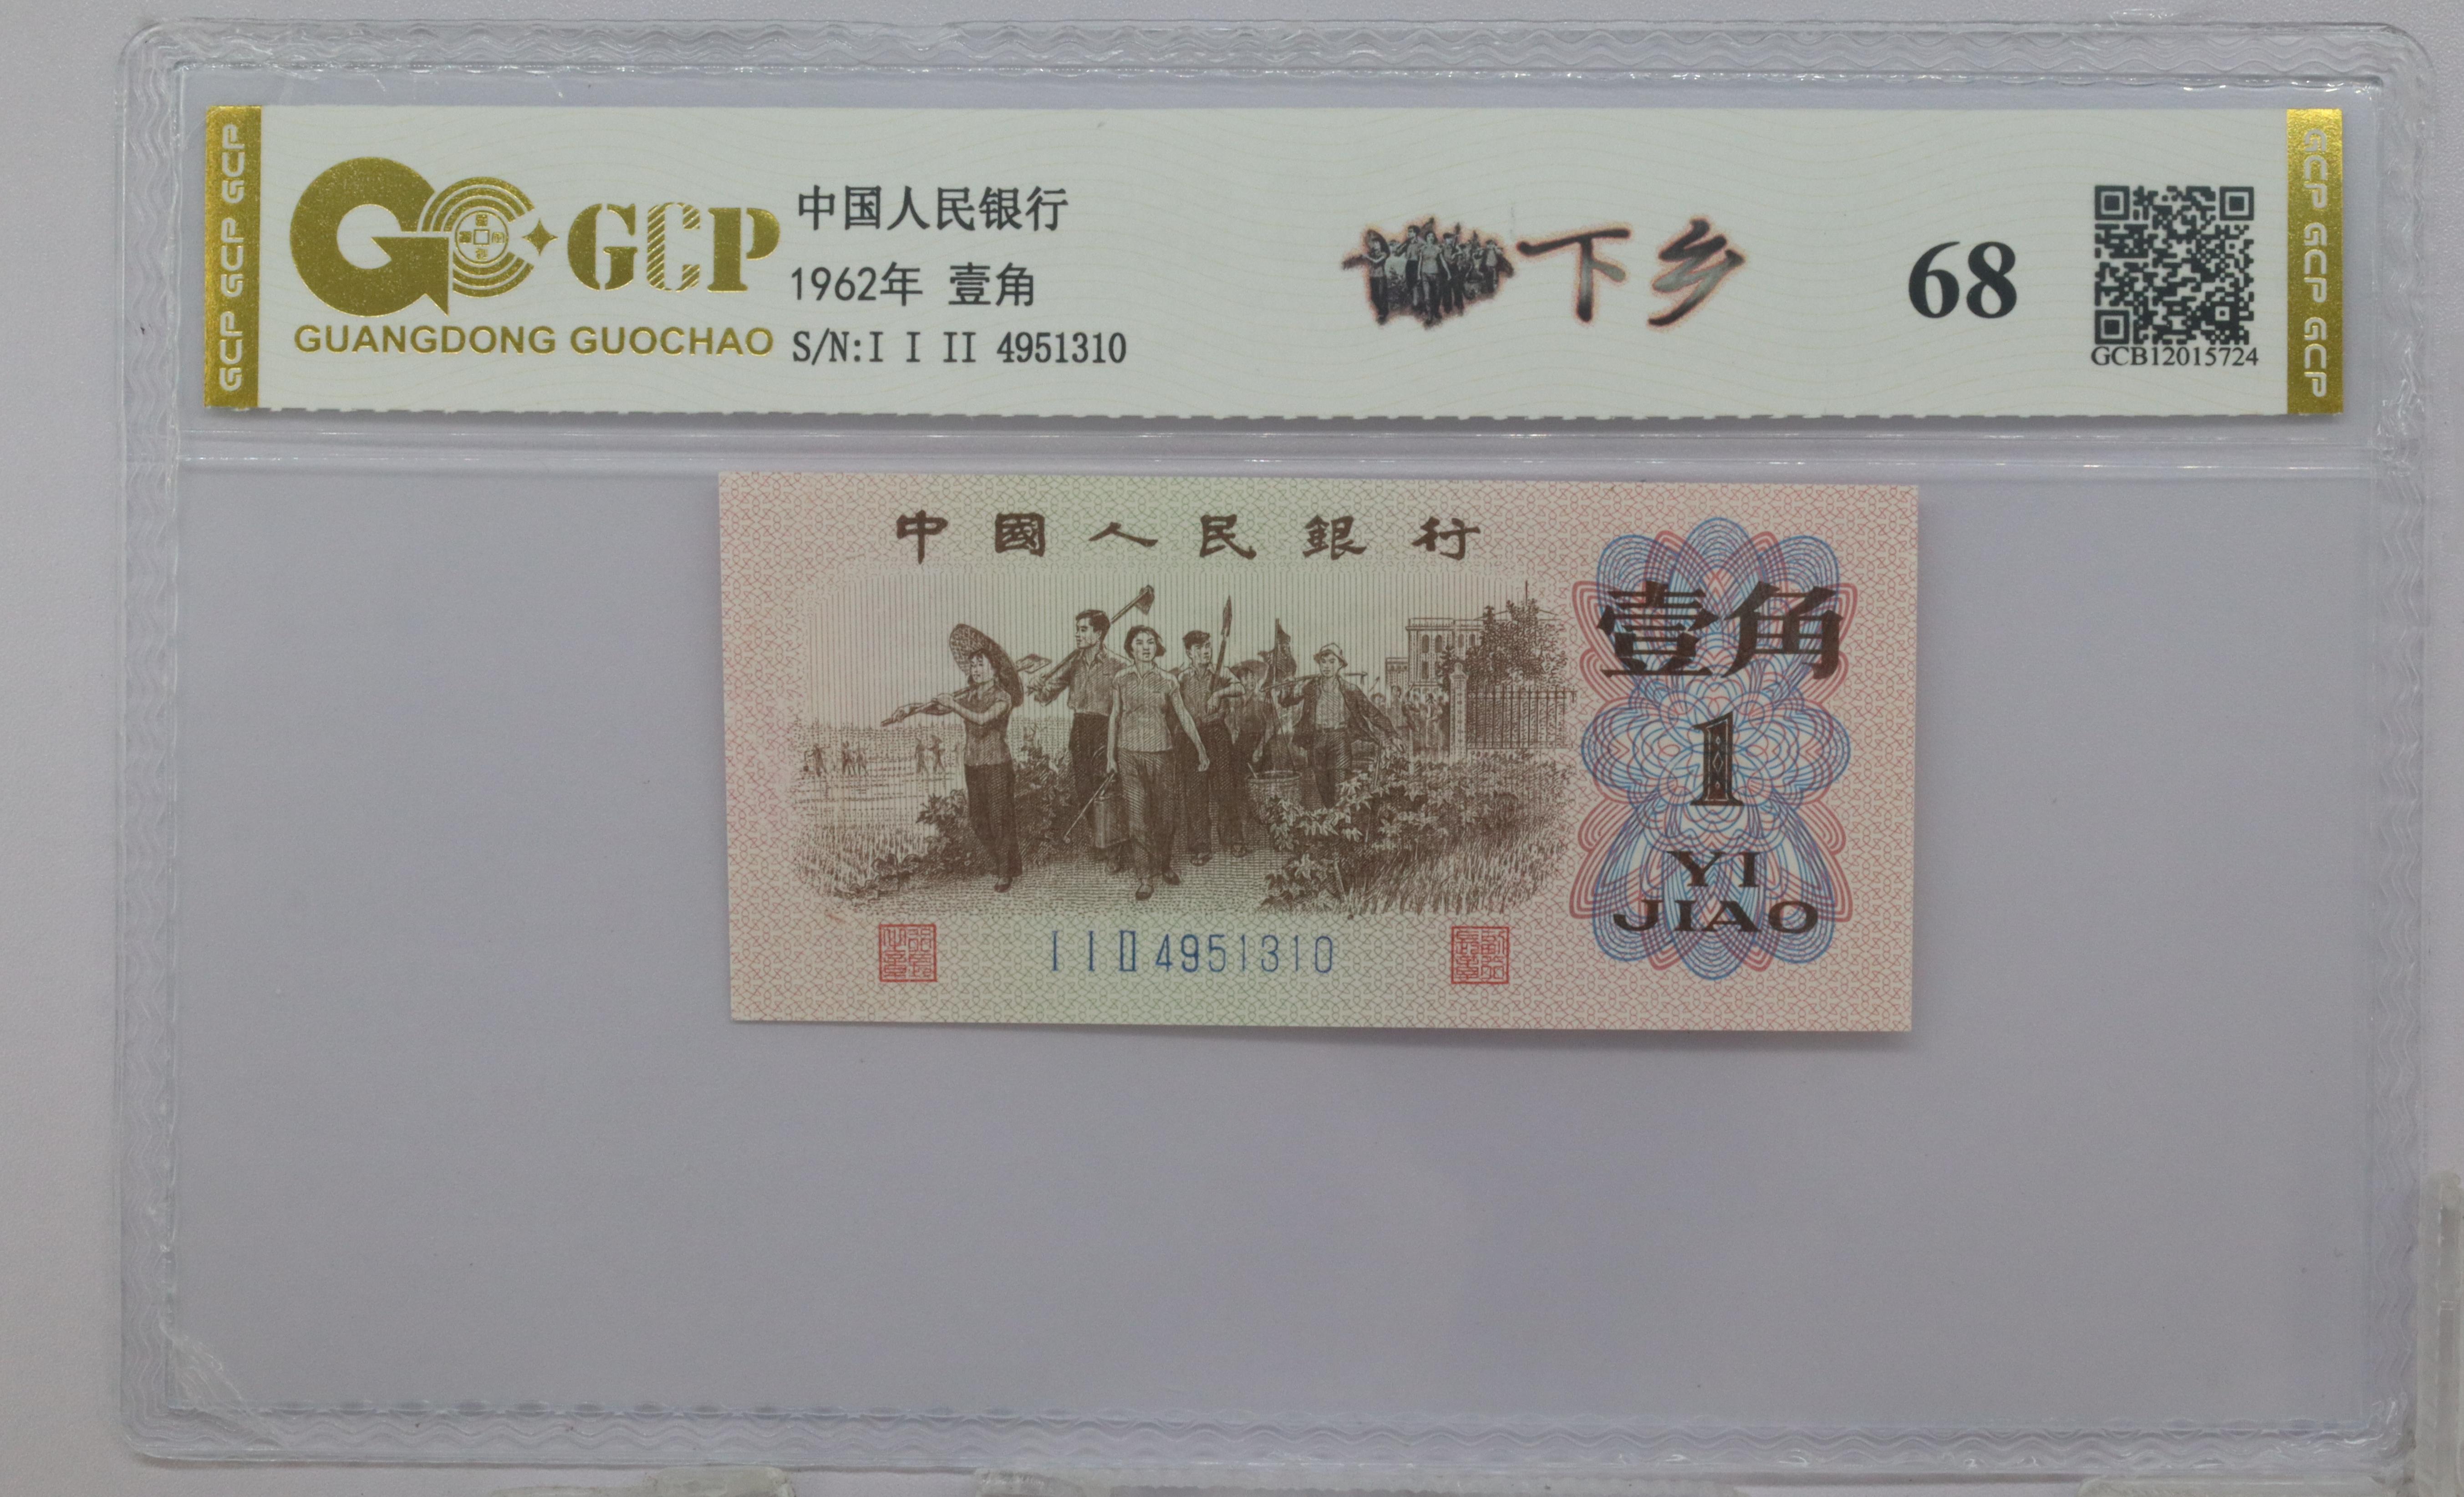 GCP GCP GCP
GCP
GUANGDONG GUOCHAO
中国人民银行
1962年 壹角
S/N:I I II 4951310
下乡
68
GCB12015724
GCP GCP GCP
中國人民銀行
壹角
1
YI
JIAO
I I II 4951310